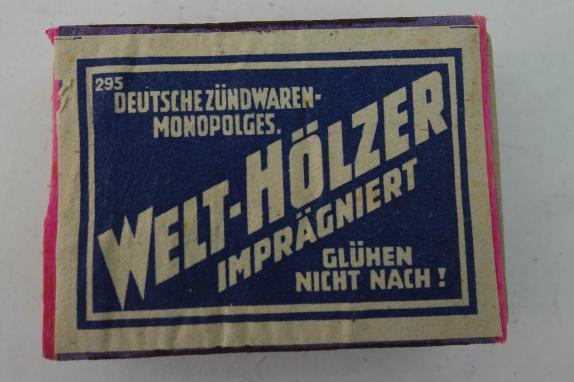 295
DEUTSCHE ZÜNDWAREN-
MONOPOLGES.
WELT-HÖLZER
IMPRÄGNIERT
GLÜHEN
NICHT NACH!